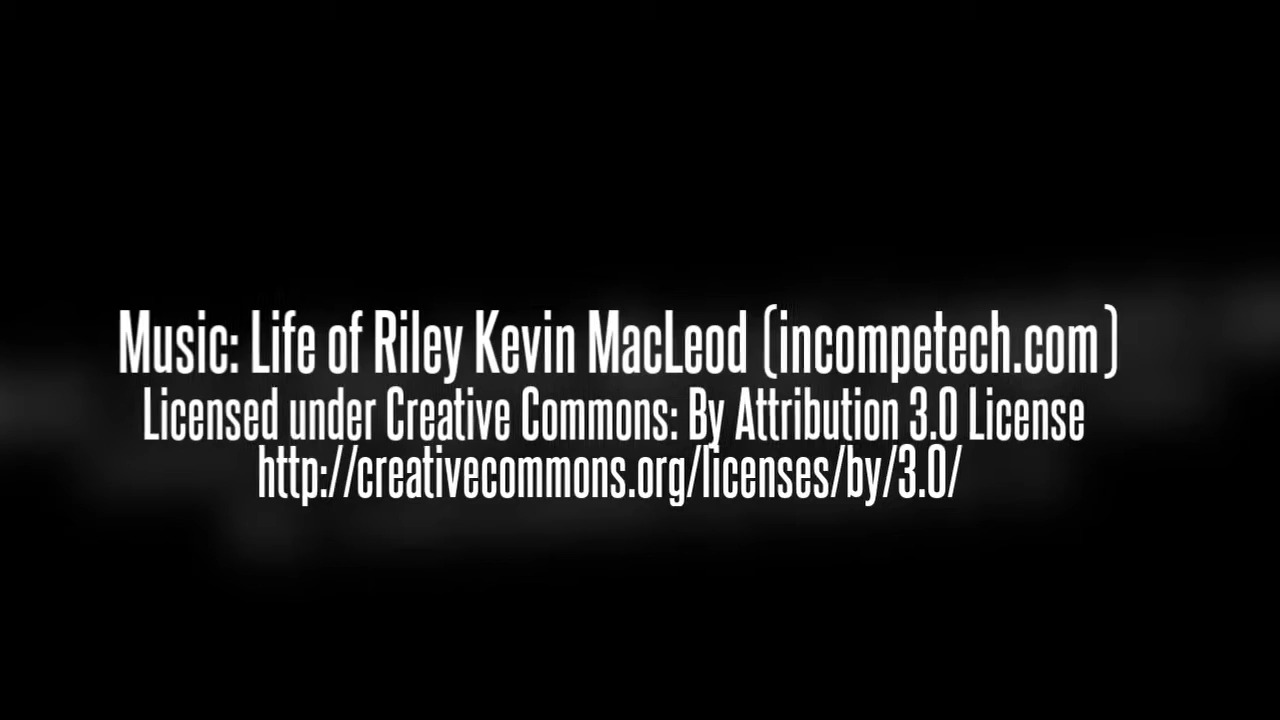 Music: Life of Riley Kevin MacLeod (incompetech.com)
Licensed under Creative Commons: By Attribution 3.0 License
http://creativecommons.org/licenses/by/3.0/